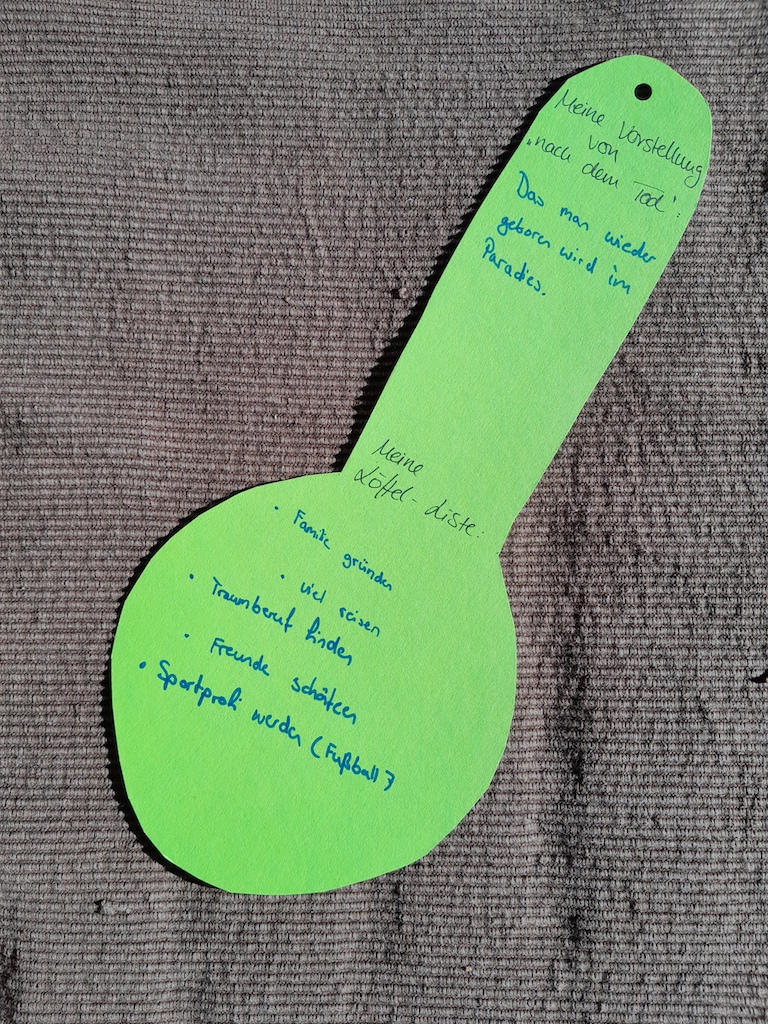 Meine Vorstellung
von
„nach dem Tod":
Das man wieder
geboren wird im
Paradies.
Meine
Löffel-Liste:
• Familie gründen
• viel reisen
• Traumberuf finden
• Freunde schätzen
• Sportprofi werden (Fußball)